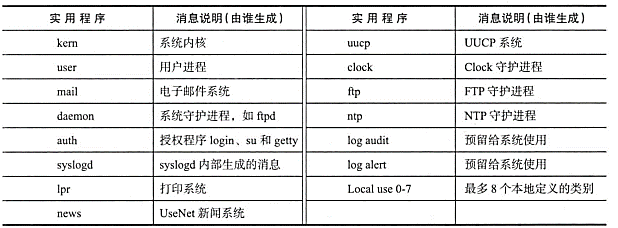 实用程序 消息说明(由谁生成) 实用程序 消息说明(由谁生成)
kern 系统内核 uucp UUCP 系统
user 用户进程 clock Clock 守护进程
mail 电子邮件系统 ftp FTP 守护进程
daemon 系统守护进程，如 ftpd ntp NTP 守护进程
auth 授权程序 login、su 和 getty log audit 预留给系统使用
syslogd syslogd 内部生成的消息 log alert 预留给系统使用
lpr 打印系统 Local use 0-7 最多 8 个本地定义的类别
news UseNet 新闻系统